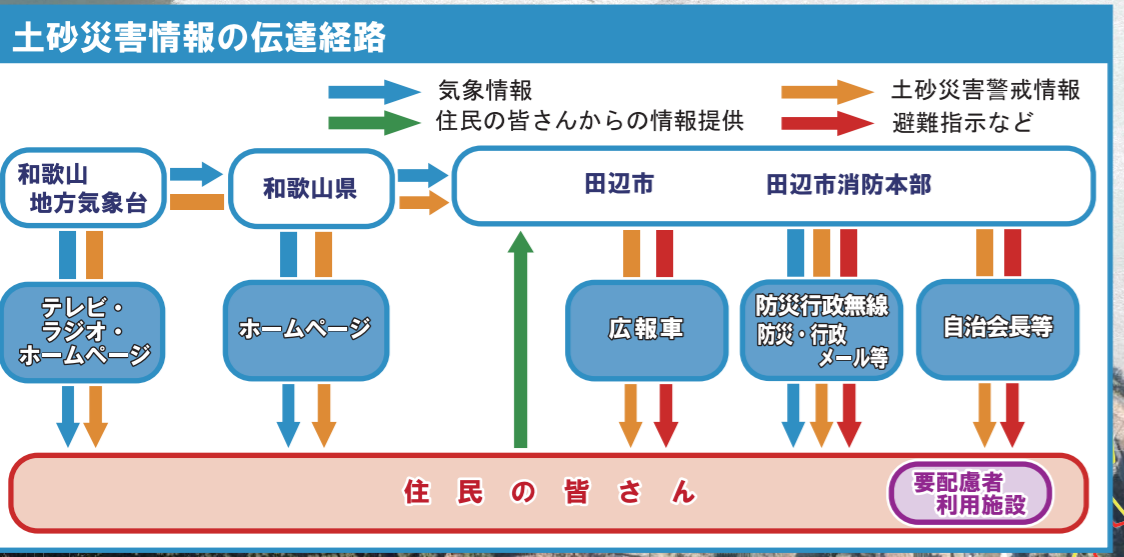 土砂災害情報の伝達経路
気象情報
土砂災害警戒情報
住民の皆さんからの情報提供
避難指示など
和歌山
地方気象台
和歌山県
田辺市
田辺市消防本部
テレビ・
ラジオ・
ホームページ
ホームページ
広報車
防災行政無線
防災・行政
メール等
自治会長等
住民の皆さん
要配慮者
利用施設